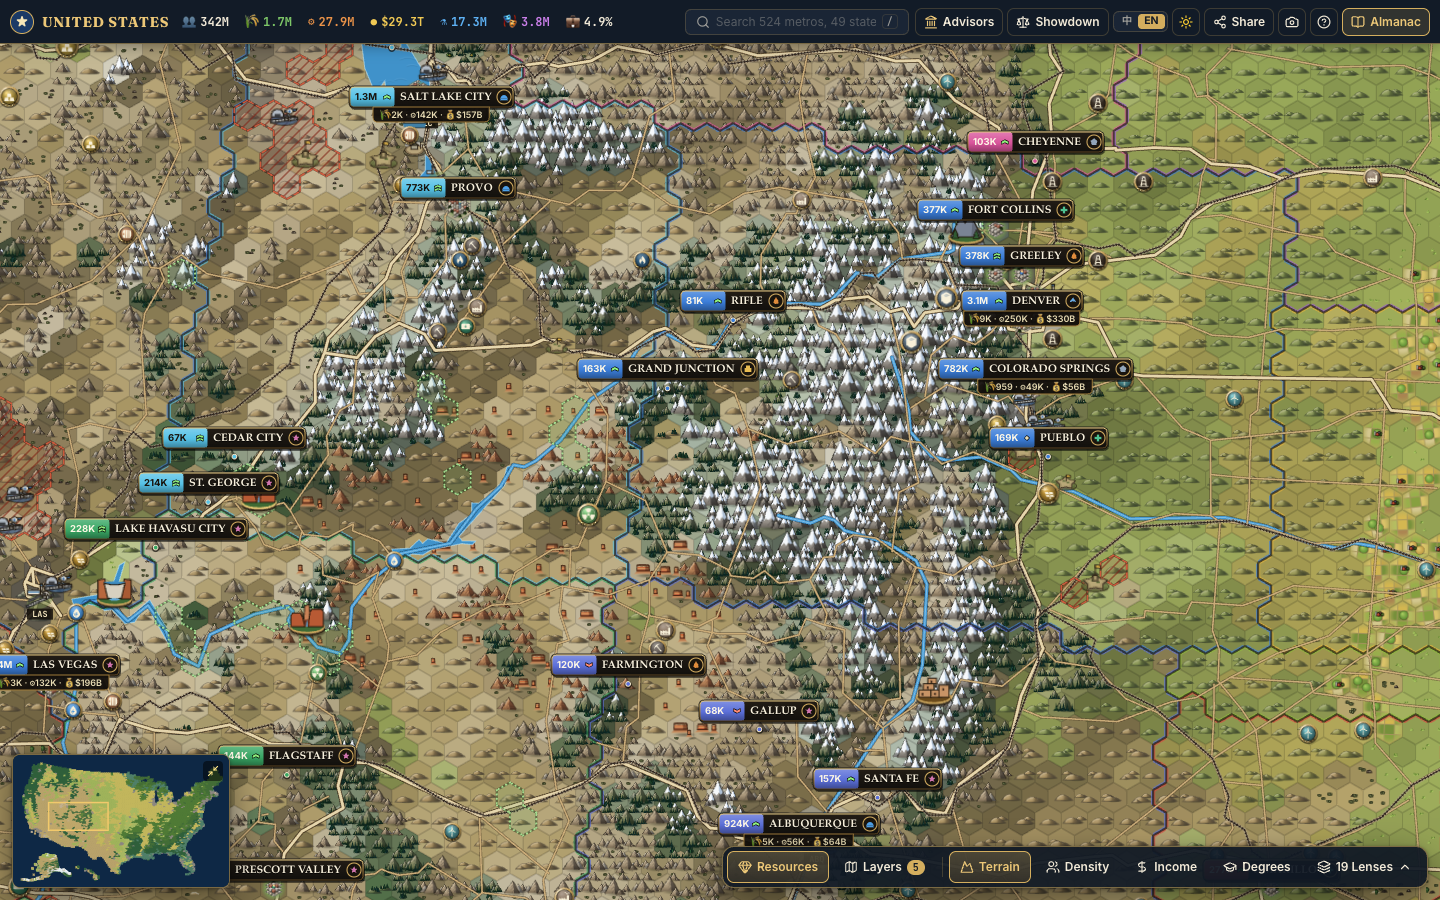 UNITED STATES 342M 1.7M 27.9M $29.3T 17.3M 3.8M 4.9%
Search 524 metros, 49 state /
Advisors
Showdown
中 EN
Share
Almanac
1.3M SALT LAKE CITY
2K · 142K · $157B
103K CHEYENNE
773K PROVO
377K FORT COLLINS
378K GREELEY
81K RIFLE
3.1M DENVER
9K · 250K · $330B
163K GRAND JUNCTION
782K COLORADO SPRINGS
959 · 49K · $56B
67K CEDAR CITY
169K PUEBLO
214K ST. GEORGE
228K LAKE HAVASU CITY
LAS
4M LAS VEGAS
3K · 132K · $196B
120K FARMINGTON
68K GALLUP
144K FLAGSTAFF
157K SANTA FE
924K ALBUQUERQUE
5K · 56K · $64B
PRESCOTT VALLEY
Resources
Layers 5
Terrain
Density
$ Income
Degrees
19 Lenses